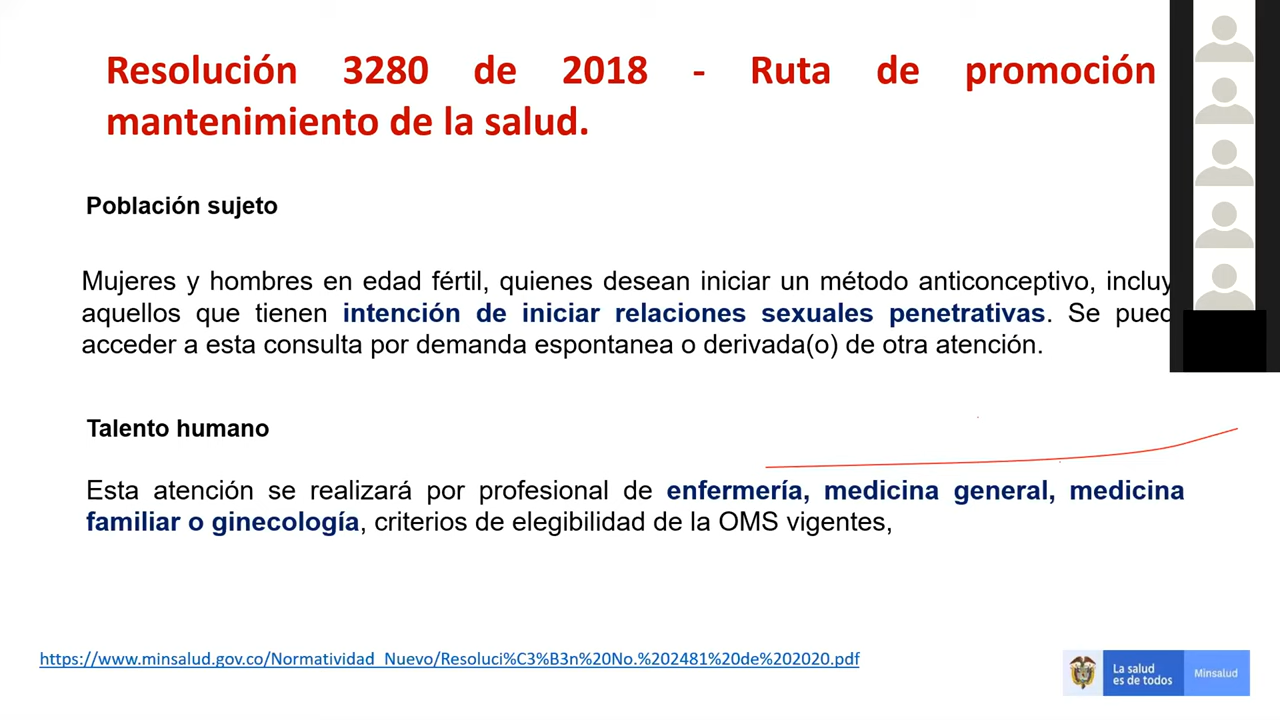 Resolución 3280 de 2018 - Ruta de promoción
mantenimiento de la salud.
Población sujeto
Mujeres y hombres en edad fértil, quienes desean iniciar un método anticonceptivo, incluy
aquellos que tienen intención de iniciar relaciones sexuales penetrativas. Se pued
acceder a esta consulta por demanda espontanea o derivada(o) de otra atención.
Talento humano
Esta atención se realizará por profesional de enfermería, medicina general, medicina
familiar o ginecología, criterios de elegibilidad de la OMS vigentes,
https://www.minsalud.gov.co/Normatividad_Nuevo/Resoluci%C3%B3n%20No.%202481%20de%202020.pdf
La salud
es de todos
Minsalud